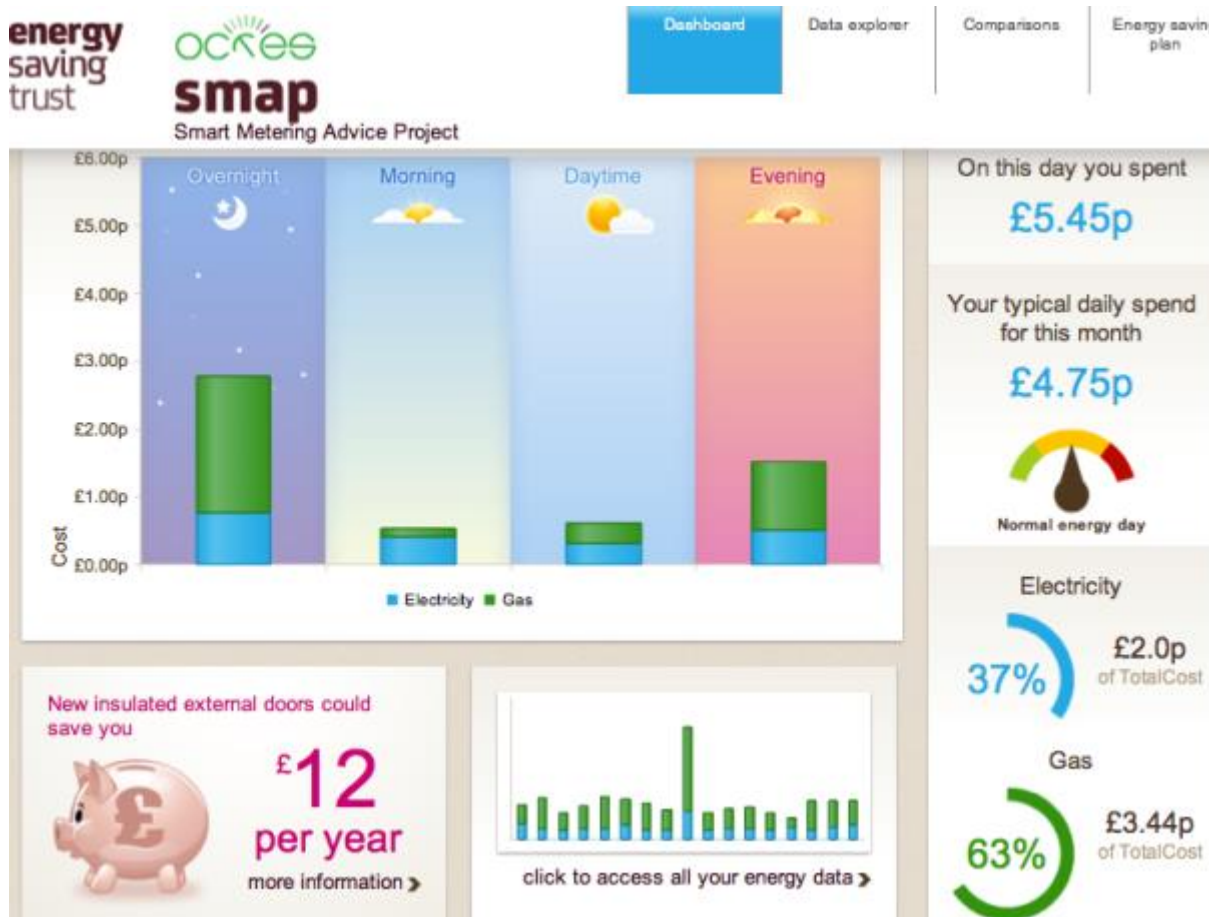 energy
saving
trust
ocres
smap
Smart Metering Advice Project
Dashboard
Data explorer
Comparisons
Energy savin
plan
£6.00p
£5.00p
£4.00p
£3.00p
£2.00p
£1.00p
£0.00p
Cost
Overnight
Morning
Daytime
Evening
Electricity
Gas
On this day you spent
£5.45p
Your typical daily spend
for this month
£4.75p
Normal energy day
Electricity
37%
£2.0p
of TotalCost
Gas
63%
£3.44p
of TotalCost
New insulated external doors could
save you
£
£12
per year
more information
click to access all your energy data